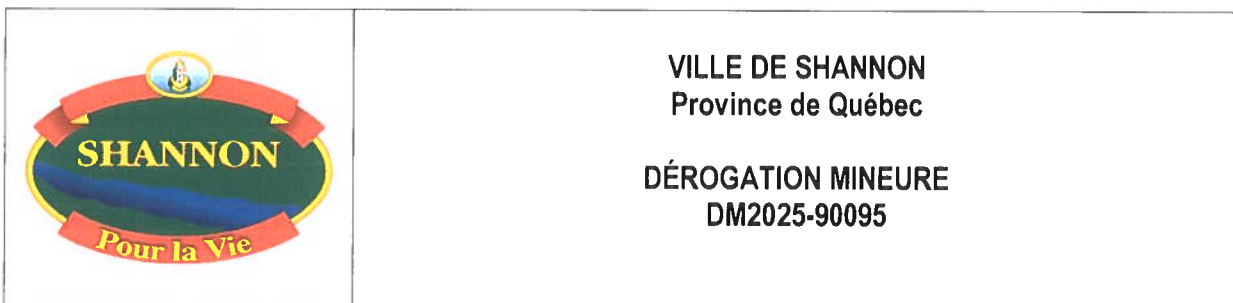 SHANNON
Pour la Vie
VILLE DE SHANNON
Province de Québec
DÉROGATION MINEURE
DM2025-90095